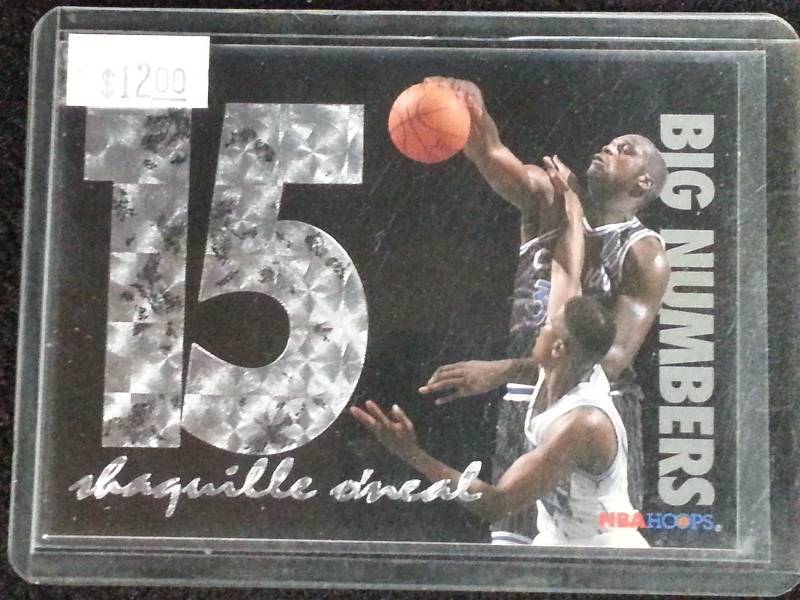 $12.00
15
shaquille o'neal
BIG NUMBERS
NBA HOOPS®